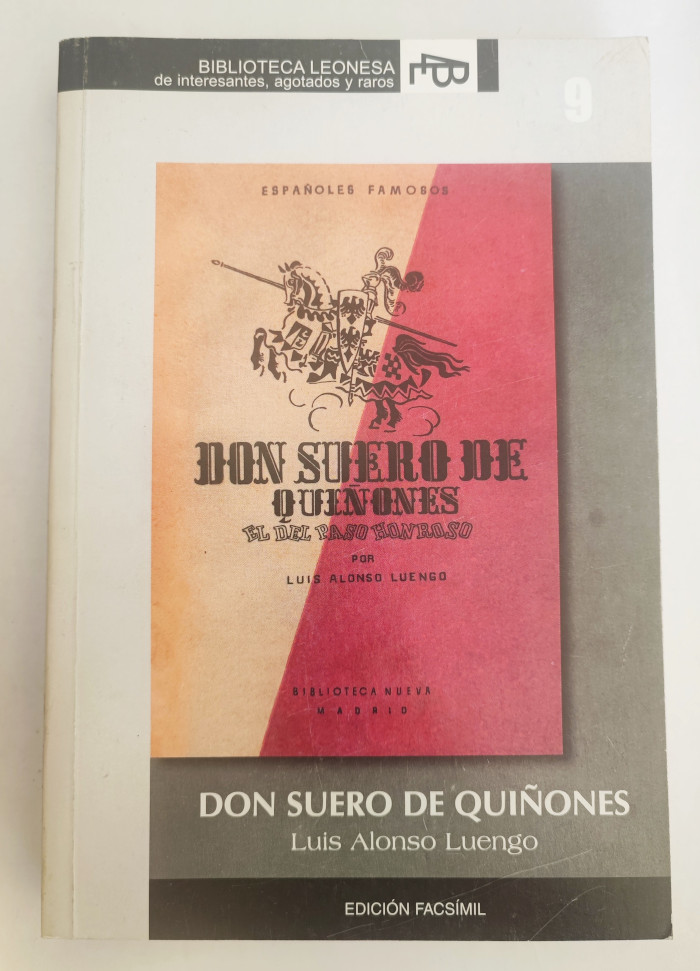 BIBLIOTECA LEONESA
de interesantes, agotados y raros
9
ESPAÑOLES FAMOSOS
DON SUERO DE
QUIÑONES
EL DEL PASO HONROSO
POR
LUIS ALONSO LUENGO
BIBLIOTECA NUEVA
MADRID
DON SUERO DE QUIÑONES
Luis Alonso Luengo
EDICIÓN FACSÍMIL